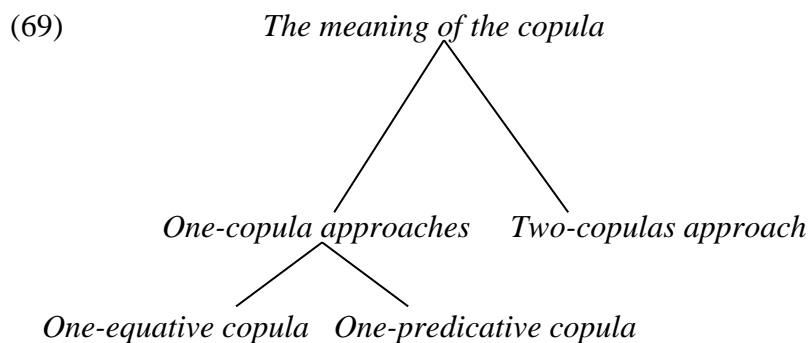 (69) The meaning of the copula
One-copula approaches Two-copulas approach
One-equative copula One-predicative copula